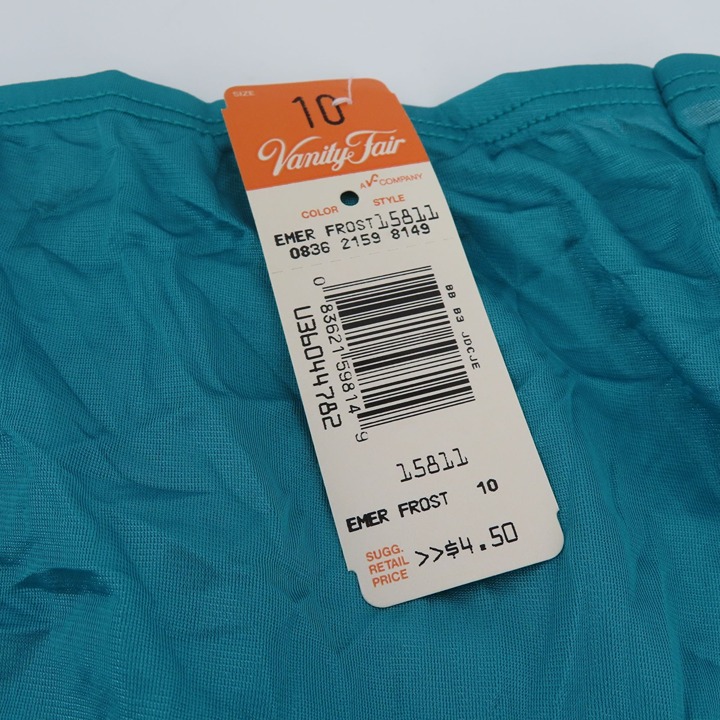 SIZE
10
Vanity Fair
A VF COMPANY
COLOR STYLE
EMER FROST 15811
0836 2159 8149
0 83621 59814 9
U36044782
BB B3 JDCJE
15811
EMER FROST 10
SUGG.
RETAIL
PRICE
>>$4.50